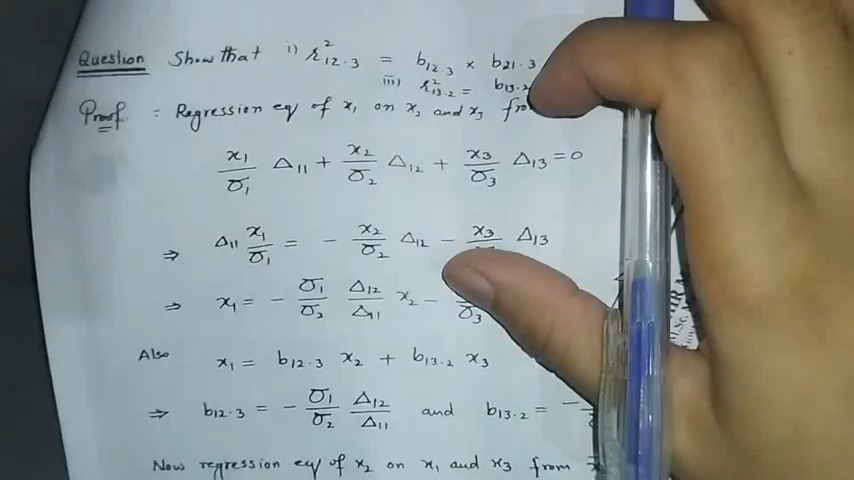 Question Show that i) r²₁₂.₃ = b₁₂.₃ × b₂₁.₃
iii) r²₁₃.₂ = b₁₃.₂
Proof : Regression eqⁿ of x₁ on x₂ and x₃
x₁/σ₁ Δ₁₁ + x₂/σ₂ Δ₁₂ + x₃/σ₃ Δ₁₃ = 0
⇒ Δ₁₁ x₁/σ₁ = - x₂/σ₂ Δ₁₂ - x₃ Δ₁₃
⇒ x₁ = - σ₁/σ₂ Δ₁₂/Δ₁₁ x₂ - σ₃
Also x₁ = b₁₂.₃ x₂ + b₁₃.₂ x₃
⇒ b₁₂.₃ = - σ₁/σ₂ Δ₁₂/Δ₁₁ and b₁₃.₂ = -
Now regression eqⁿ of x₂ on x₁ and x₃ from